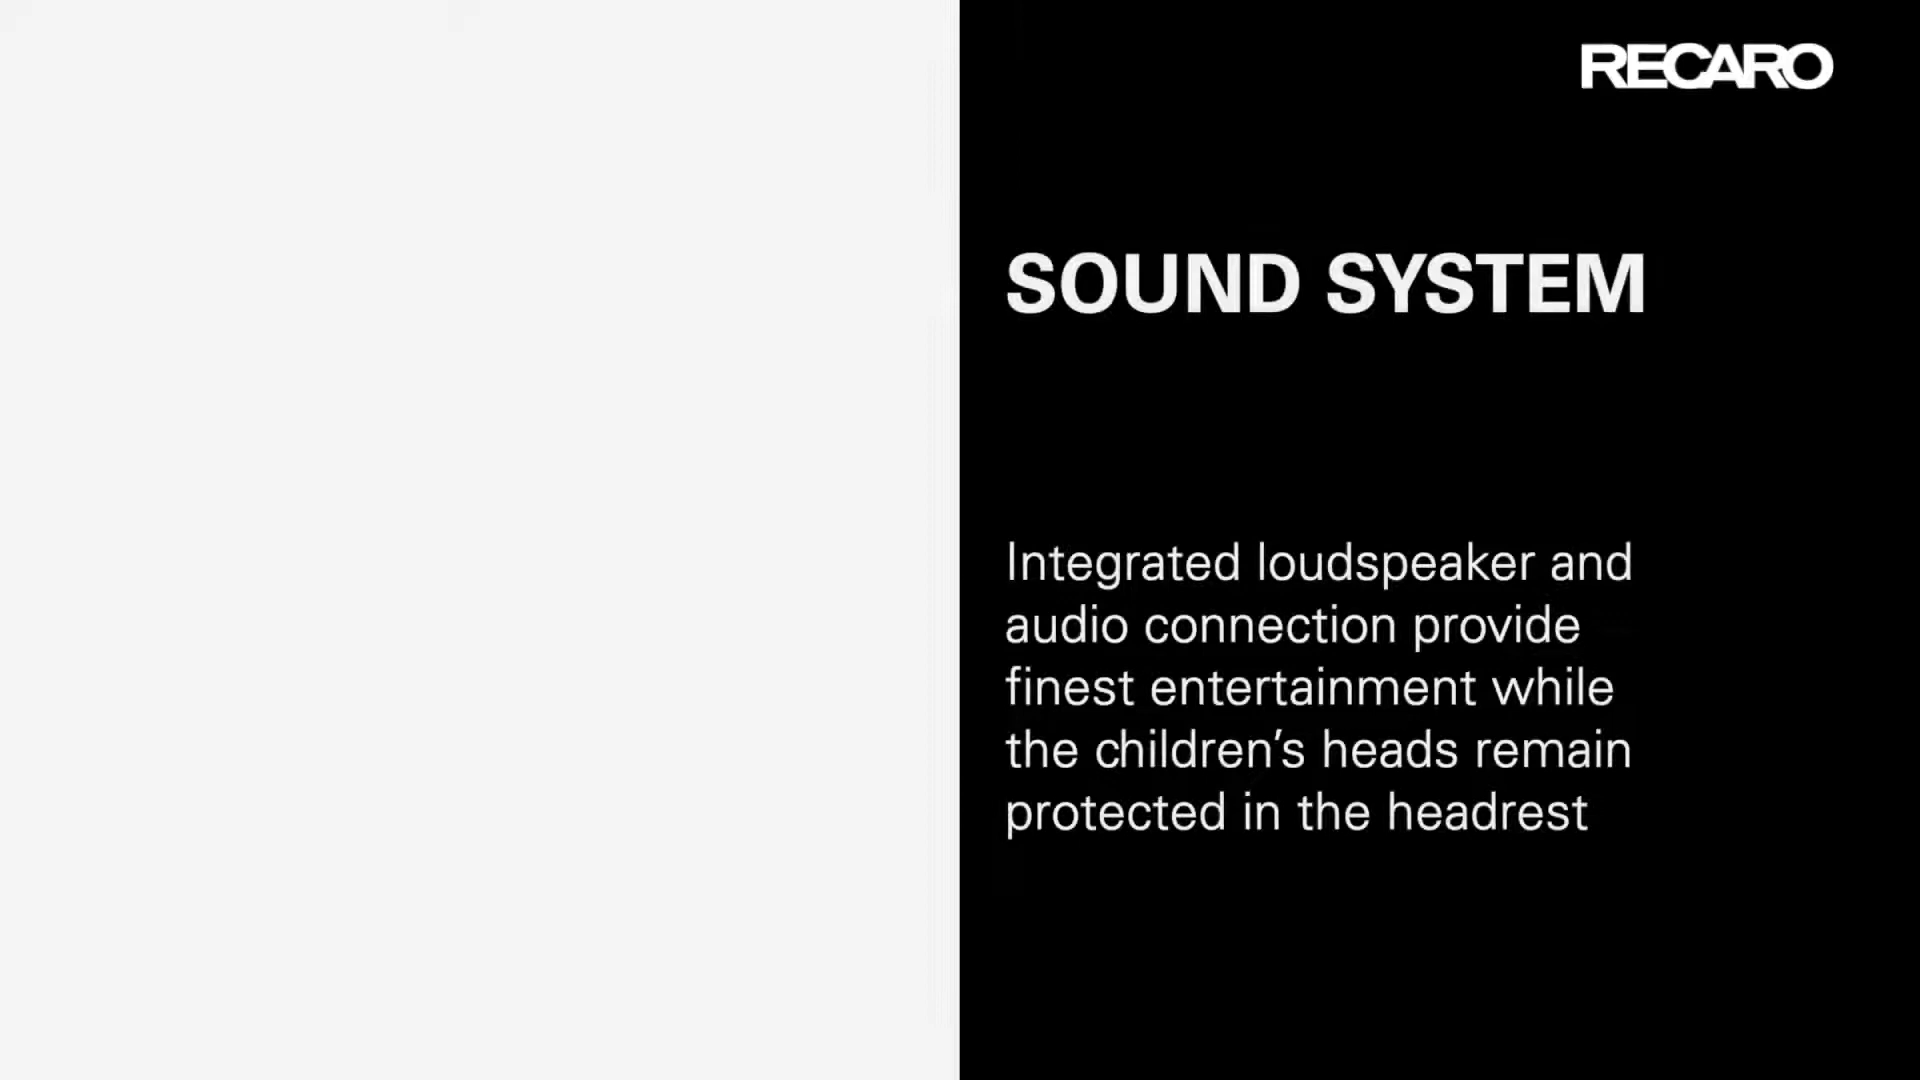 RECARO
SOUND SYSTEM
Integrated loudspeaker and
audio connection provide
finest entertainment while
the children’s heads remain
protected in the headrest